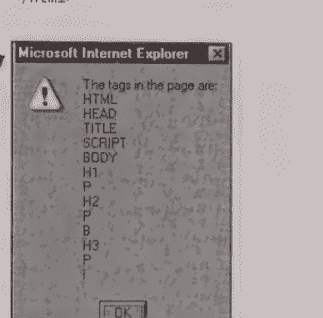 Microsoft Internet Explorer
The tags in the page are:
HTML
HEAD
TITLE
SCRIPT
BODY
H1
P
H2
P
B
H3
P
I
OK